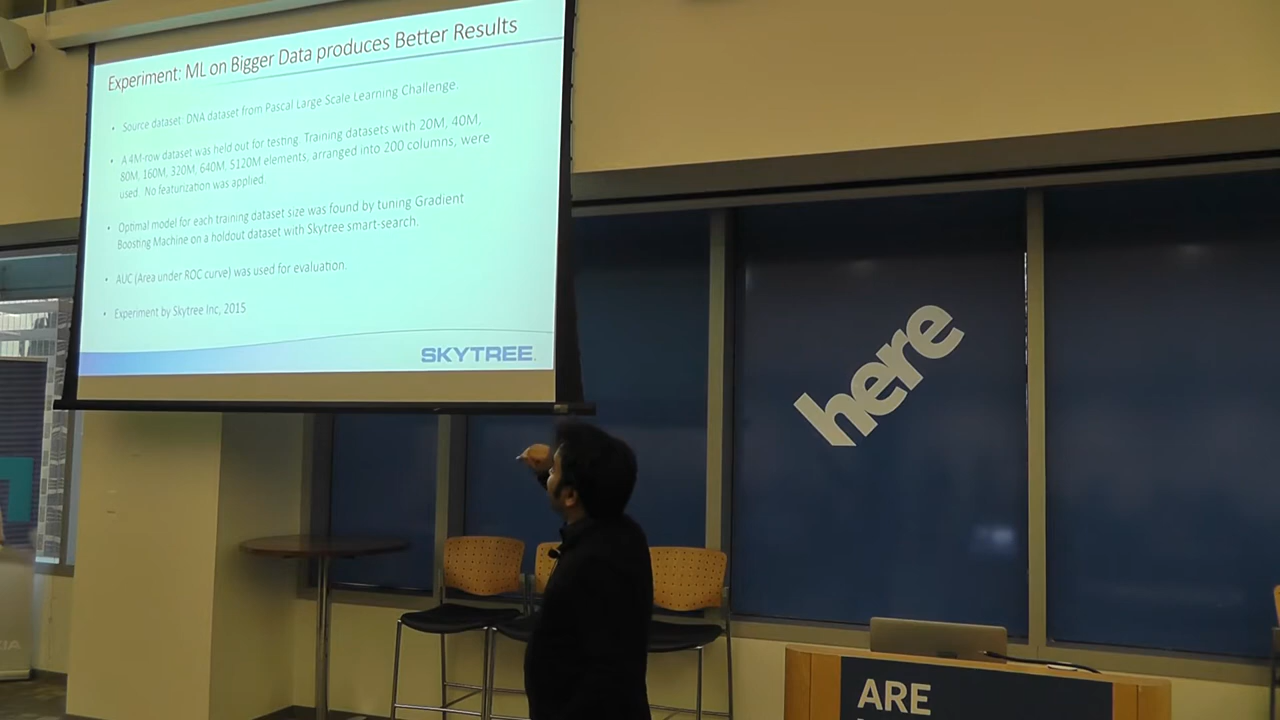 Experiment: ML on Bigger Data produces Better Results
• Source dataset: DNA dataset from Pascal Large Scale Learning Challenge.
• A 4M-row dataset was held out for testing. Training datasets with 20M, 40M,
80M, 160M, 320M, 640M, 5120M elements, arranged into 200 columns, were
used. No featurization was applied.
• Optimal model for each training dataset size was found by tuning Gradient
Boosting Machine on a holdout dataset with Skytree smart-search.
• AUC (Area under ROC curve) was used for evaluation.
• Experiment by Skytree Inc, 2015
SKYTREE
here
ARE